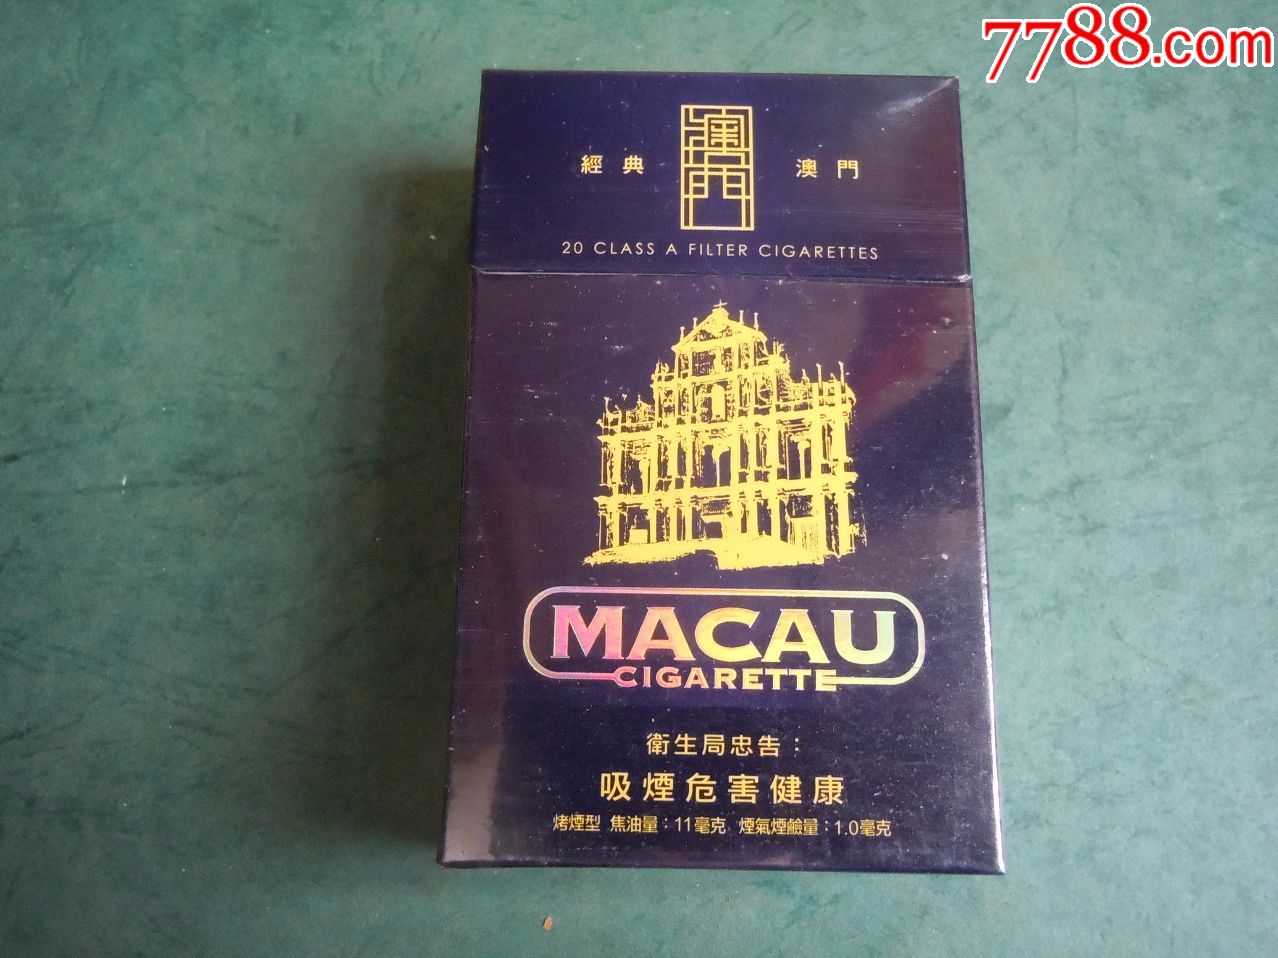 7788.com
經典 澳門 澳門
20 CLASS A FILTER CIGARETTES
MACAU
CIGARETTE
衛生局忠告：
吸煙危害健康
烤煙型 焦油量：11毫克 煙氣煙鹼量：1.0毫克